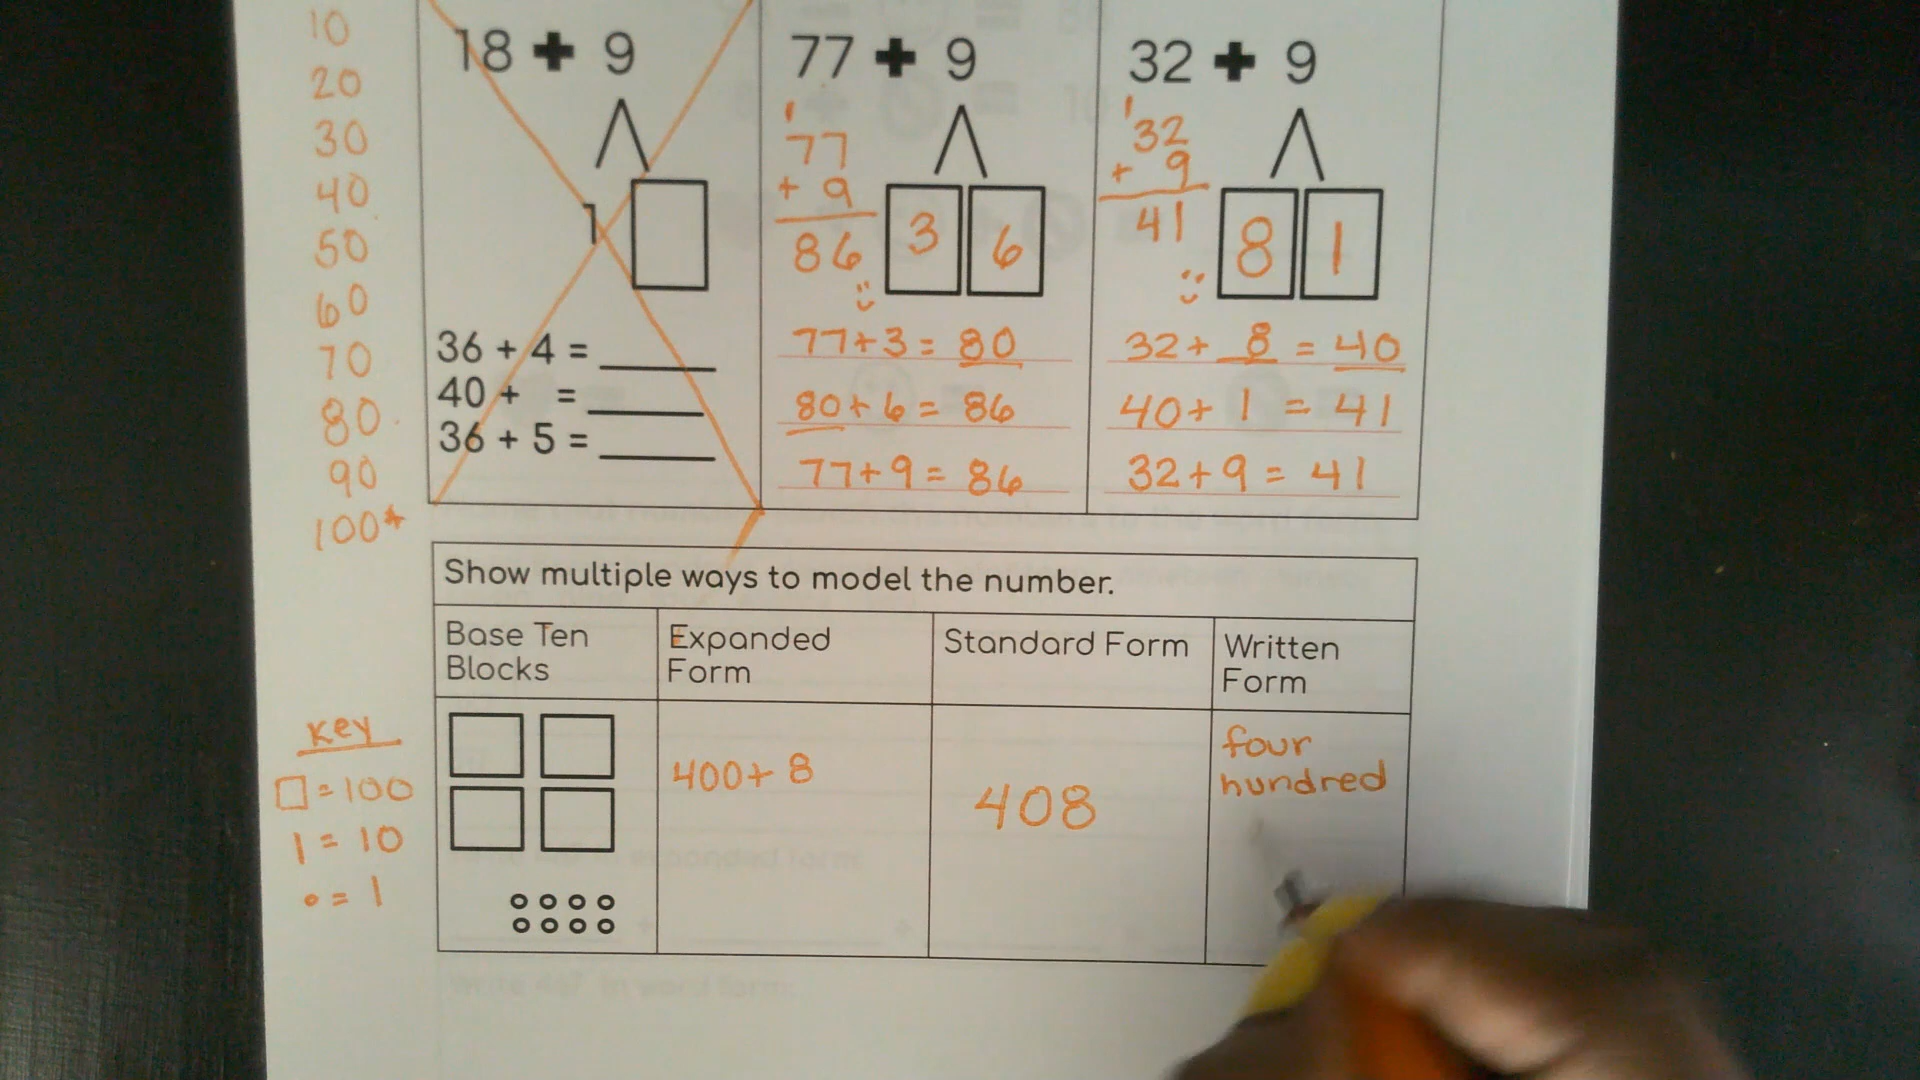 10
20
30
40
50
60
70
80
90
100*
18 + 9
1
36 + 4 = ____
40 + = ____
36 + 5 = ____
77 + 9
1
77
+ 9
86
3 6
77+3 = 80
80+6 = 86
77+9 = 86
32 + 9
1
32
+ 9
41
8 1
32+ 8 = 40
40+ 1 = 41
32+9 = 41
Show multiple ways to model the number.
Base Ten
Blocks
Expanded
Form
Standard Form
Written
Form
Key
□=100
| = 10
• = 1
400+ 8
408
four
hundred